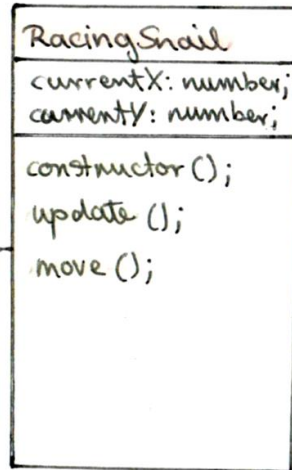 RacingSnail
currentX: number;
currentY: number;
constructor();
update ();
move ();